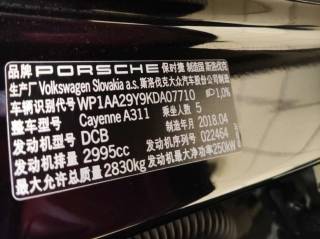 品牌 PORSCHE 保时捷 制造国 斯洛伐克
生产厂 Volkswagen Slovakia a.s. 斯洛伐克大众汽车股份公司制造
车辆识别代号 WP1AA29Y9KDA07710
整车型号 Cayenne A311 乘坐人数 5
发动机型号 DCB 制造年月 2018.04
发动机排量 2995cc 发动机序列号 022464
最大允许总质量 2830kg 发动机最大净功率 250kW